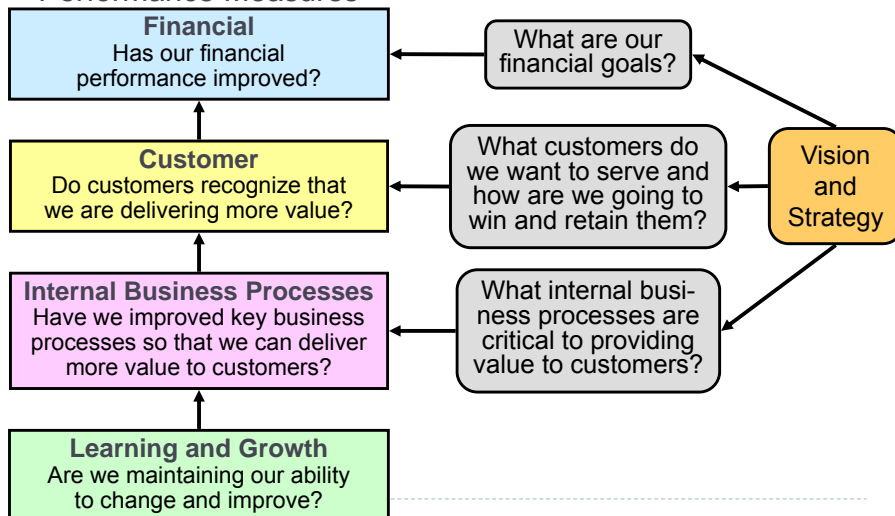 Performance Measures
Financial
Has our financial
performance improved?
What are our
financial goals?
Customer
Do customers recognize that
we are delivering more value?
What customers do
we want to serve and
how are we going to
win and retain them?
Vision
and
Strategy
Internal Business Processes
Have we improved key business
processes so that we can deliver
more value to customers?
What internal busi-
ness processes are
critical to providing
value to customers?
Learning and Growth
Are we maintaining our ability
to change and improve?